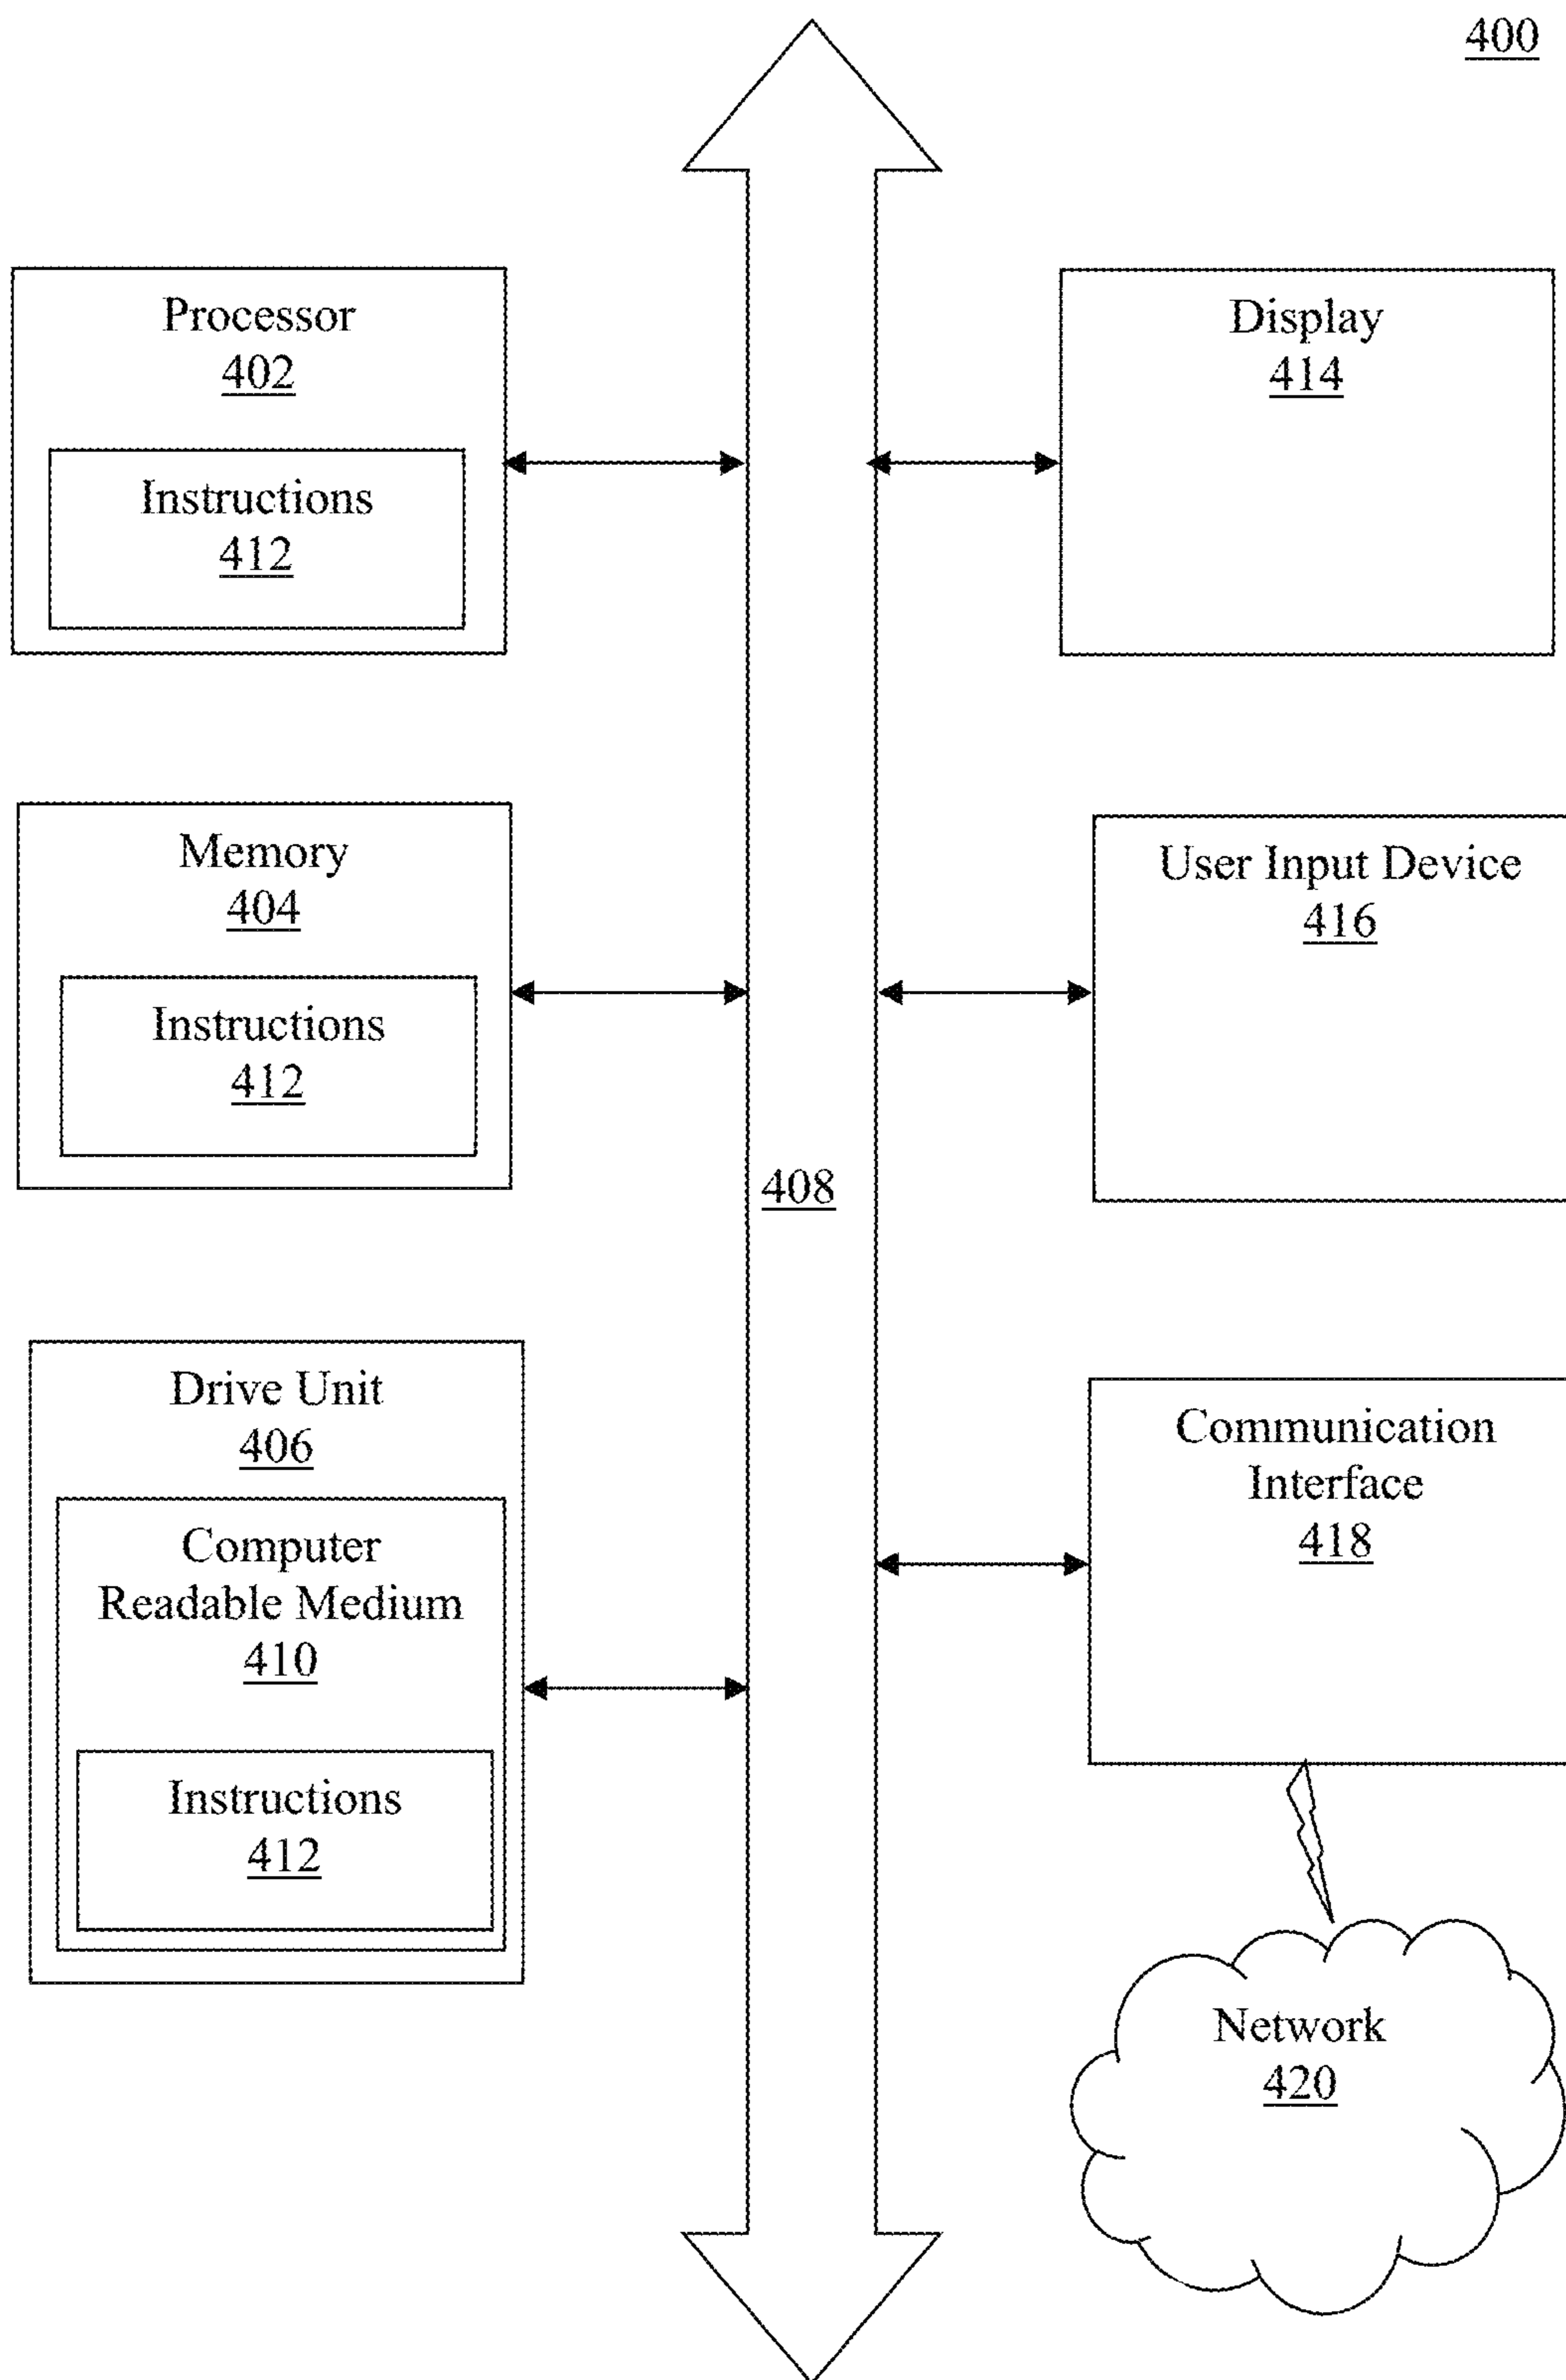 400
Processor
402
Instructions
412
Display
414
Memory
404
Instructions
412
User Input Device
416
408
Drive Unit
406
Computer
Readable Medium
410
Instructions
412
Communication
Interface
418
Network
420